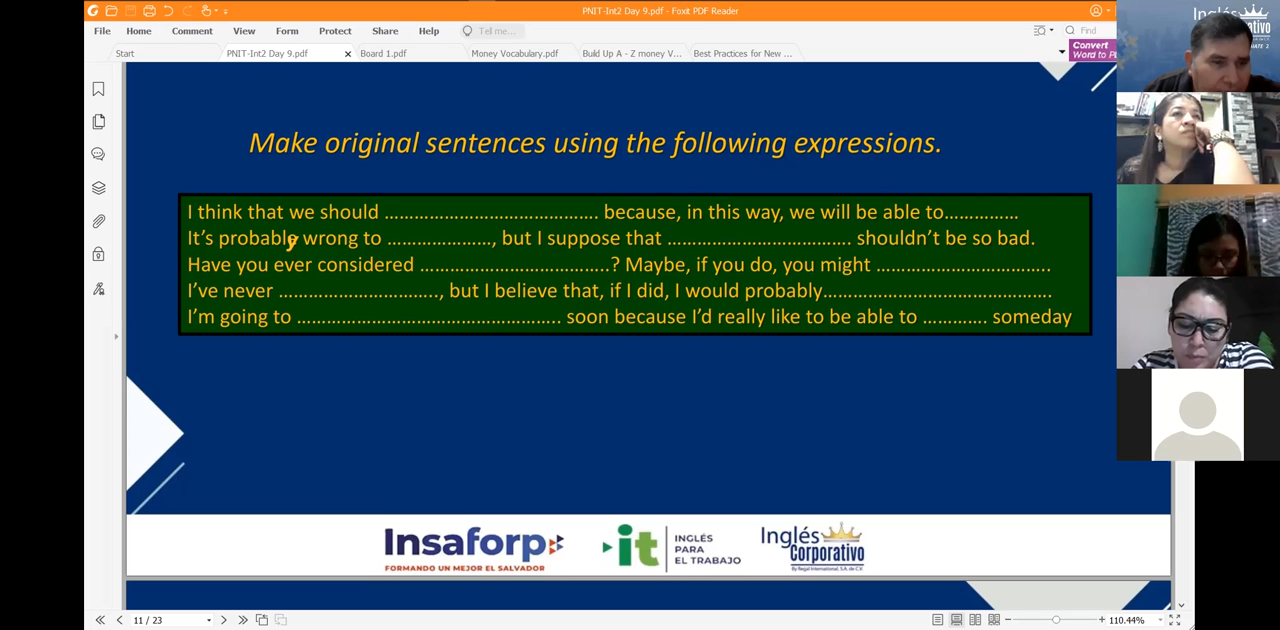 PNIT-Int2 Day 9.pdf - Foxit PDF Reader
File Home Comment View Form Protect Share Help Tell me... Find
Start PNIT-Int2 Day 9.pdf Board 1.pdf Money Vocabulary.pdf Build Up A - Z money V... Best Practices for New ...
Convert
Word to
Inglés
Make original sentences using the following expressions.
I think that we should ………………………………… because, in this way, we will be able to……………
It's probably wrong to …………………, but I suppose that ……………………………. shouldn't be so bad.
y
Have you ever considered ……………………………..? Maybe, if you do, you might …………………………..
I've never ……………………….., but I believe that, if I did, I would probably……………………………………
I'm going to …………………………………………. soon because I'd really like to be able to …………. someday
Insaforp
FORMANDO UN MEJOR EL SALVADOR
it
INGLÉS
PARA
EL TRABAJO
Inglés
Corporativo
By Regal International, S.A. de C.V.
11 / 23
110.44%